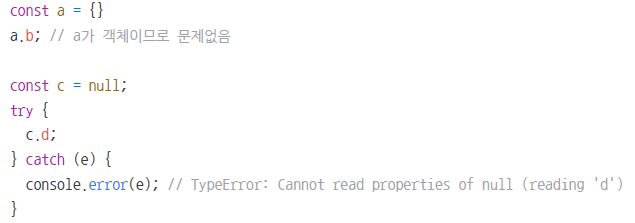 const a = {}
a.b; // a가 객체이므로 문제없음

const c = null;
try {
  c.d;
} catch (e) {
  console.error(e); // TypeError: Cannot read properties of null (reading 'd')
}